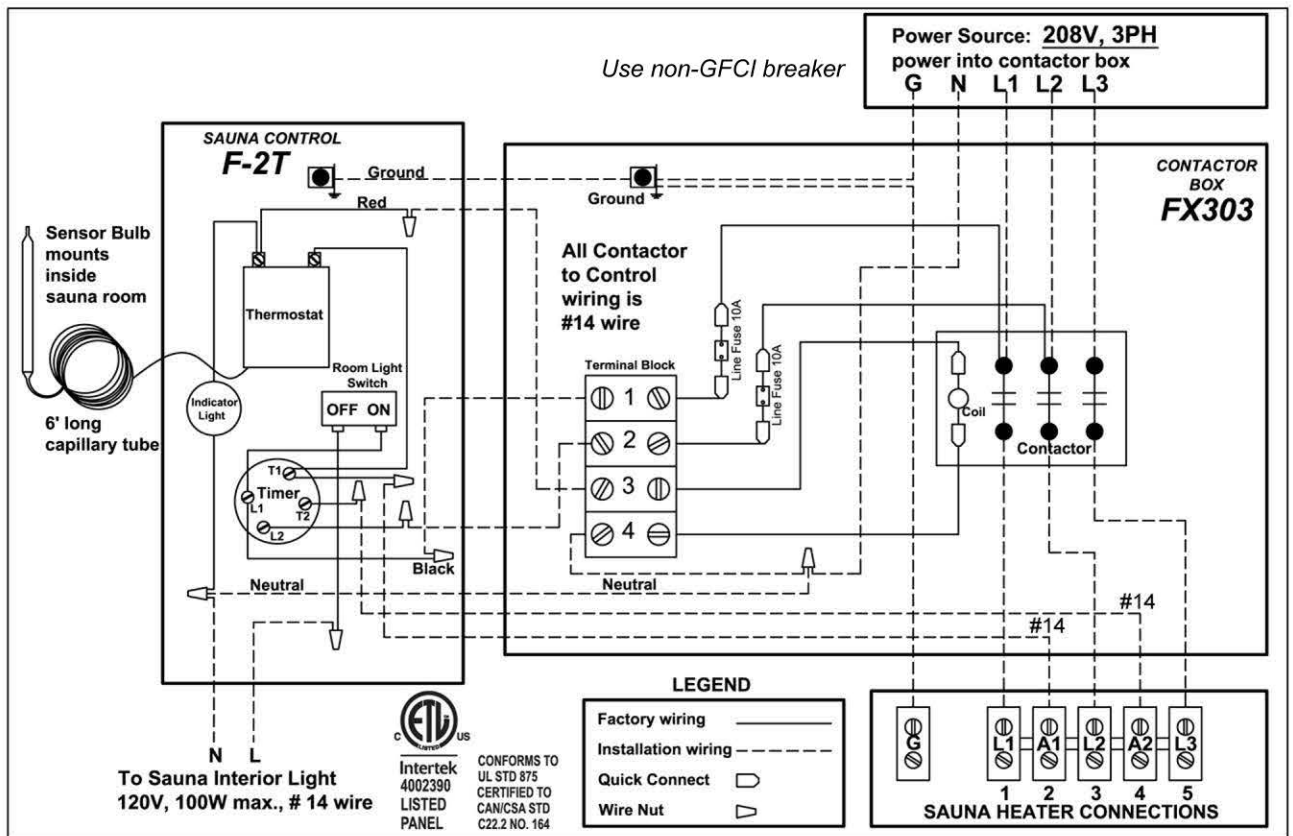 Use non-GFCI breaker
Power Source: 208V, 3PH
power into contactor box
G N L1 L2 L3
SAUNA CONTROL
F-2T
Ground
Red
Sensor Bulb
mounts
inside
sauna room
6' long
capillary tube
Thermostat
Room Light
Switch
OFF ON
Indicator
Light
T1
Timer
L1
T2
L2
Black
Neutral
N L
To Sauna Interior Light
120V, 100W max., # 14 wire
CONTACTOR
BOX
FX303
Ground
All Contactor
to Control
wiring is
#14 wire
Line Fuse 10A
Line Fuse 10A
Terminal Block
1
2
3
4
Coil
Contactor
Neutral
#14
#14
C ETL US
LISTED
Intertek
4002390
LISTED
PANEL
CONFORMS TO
UL STD 875
CERTIFIED TO
CAN/CSA STD
C22.2 NO. 164
LEGEND
Factory wiring
Installation wiring
Quick Connect
Wire Nut
G L1 A1 L2 A2 L3
1 2 3 4 5
SAUNA HEATER CONNECTIONS